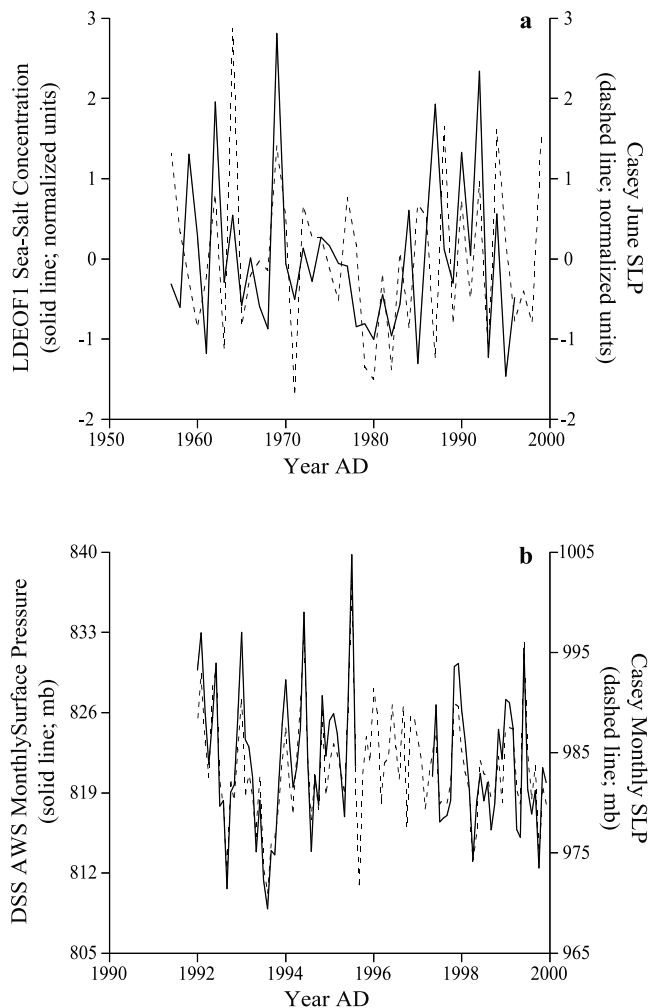 a
3
2
1
0
-1
-2
3
2
1
0
-1
-2
1950
1960
1970
1980
1990
2000
Year AD
LDEOF1 Sea-Salt Concentration
(solid line; normalized units)
Casey June SLP
(dashed line; normalized units)
b
840
833
826
819
812
805
1005
995
985
975
965
1990
1992
1994
1996
1998
2000
Year AD
DSS AWS MonthlySurface Pressure
(solid line; mb)
Casey Monthly SLP
(dashed line; mb)